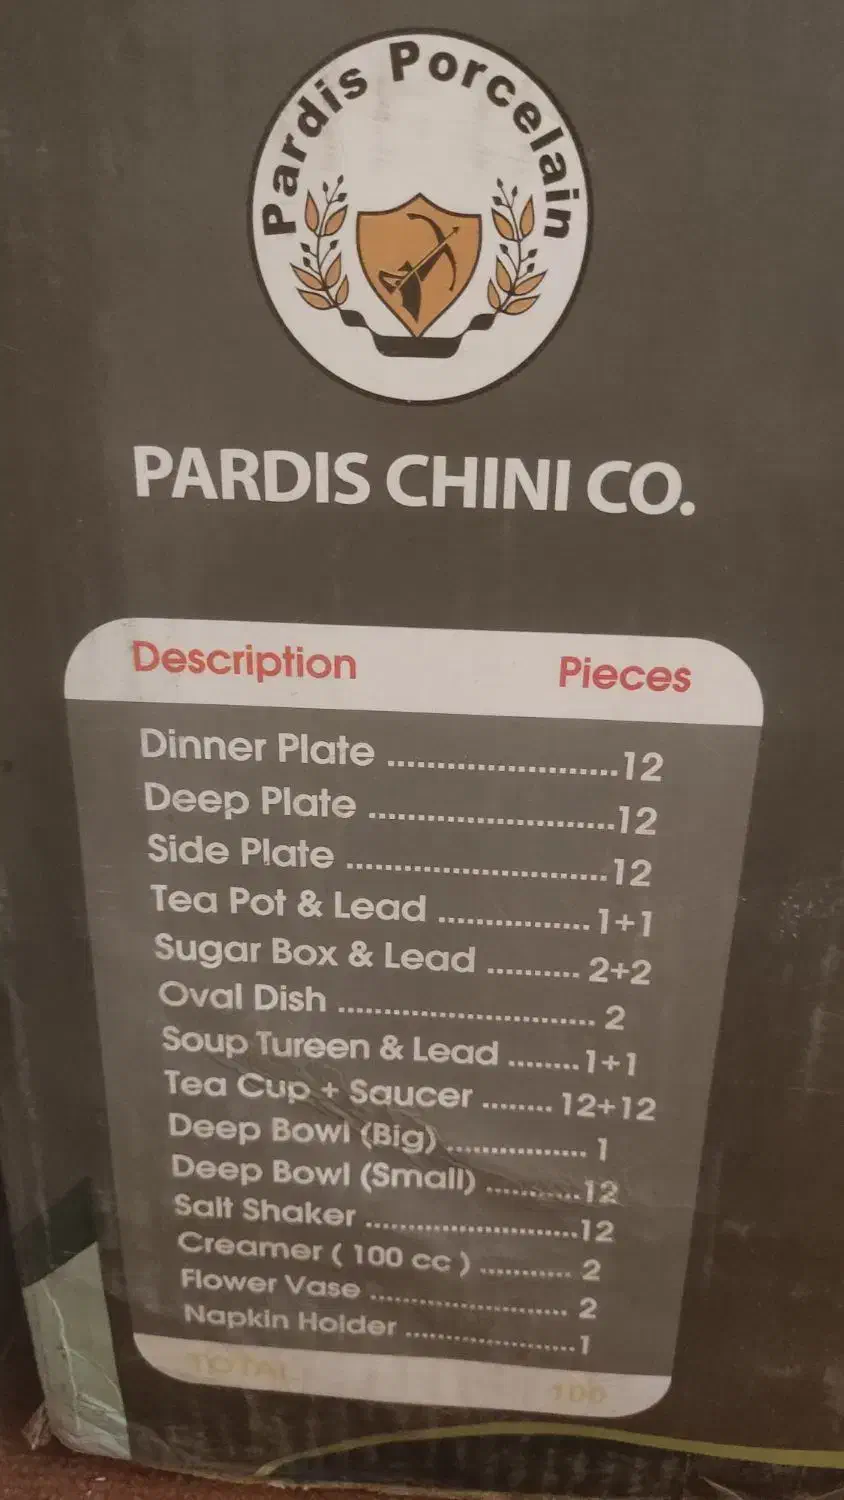 Pardis Porcelain
PARDIS CHINI CO.
Description Pieces
Dinner Plate ........................12
Deep Plate .........................12
Side Plate ...........................12
Tea Pot & Lead ................1+1
Sugar Box & Lead .......... 2+2
Oval Dish ........................... 2
Soup Tureen & Lead ........1+1
Tea Cup + Saucer ........ 12+12
Deep Bowl (Big) ................ 1
Deep Bowl (Small) ...........12
Salt Shaker .......................12
Creamer ( 100 cc ) ........... 2
Flower Vase ...................... 2
Napkin Holder ...................1
TOTAL 100